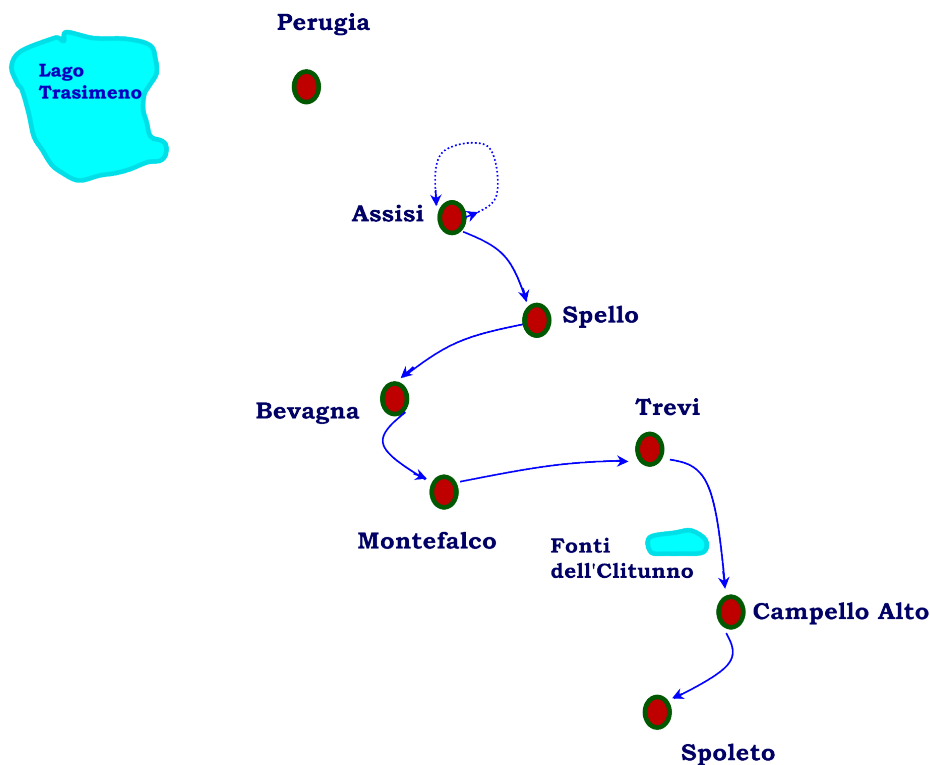 Perugia
Lago
Trasimeno
Assisi
Spello
Bevagna
Trevi
Montefalco
Fonti
dell'Clitunno
Campello Alto
Spoleto